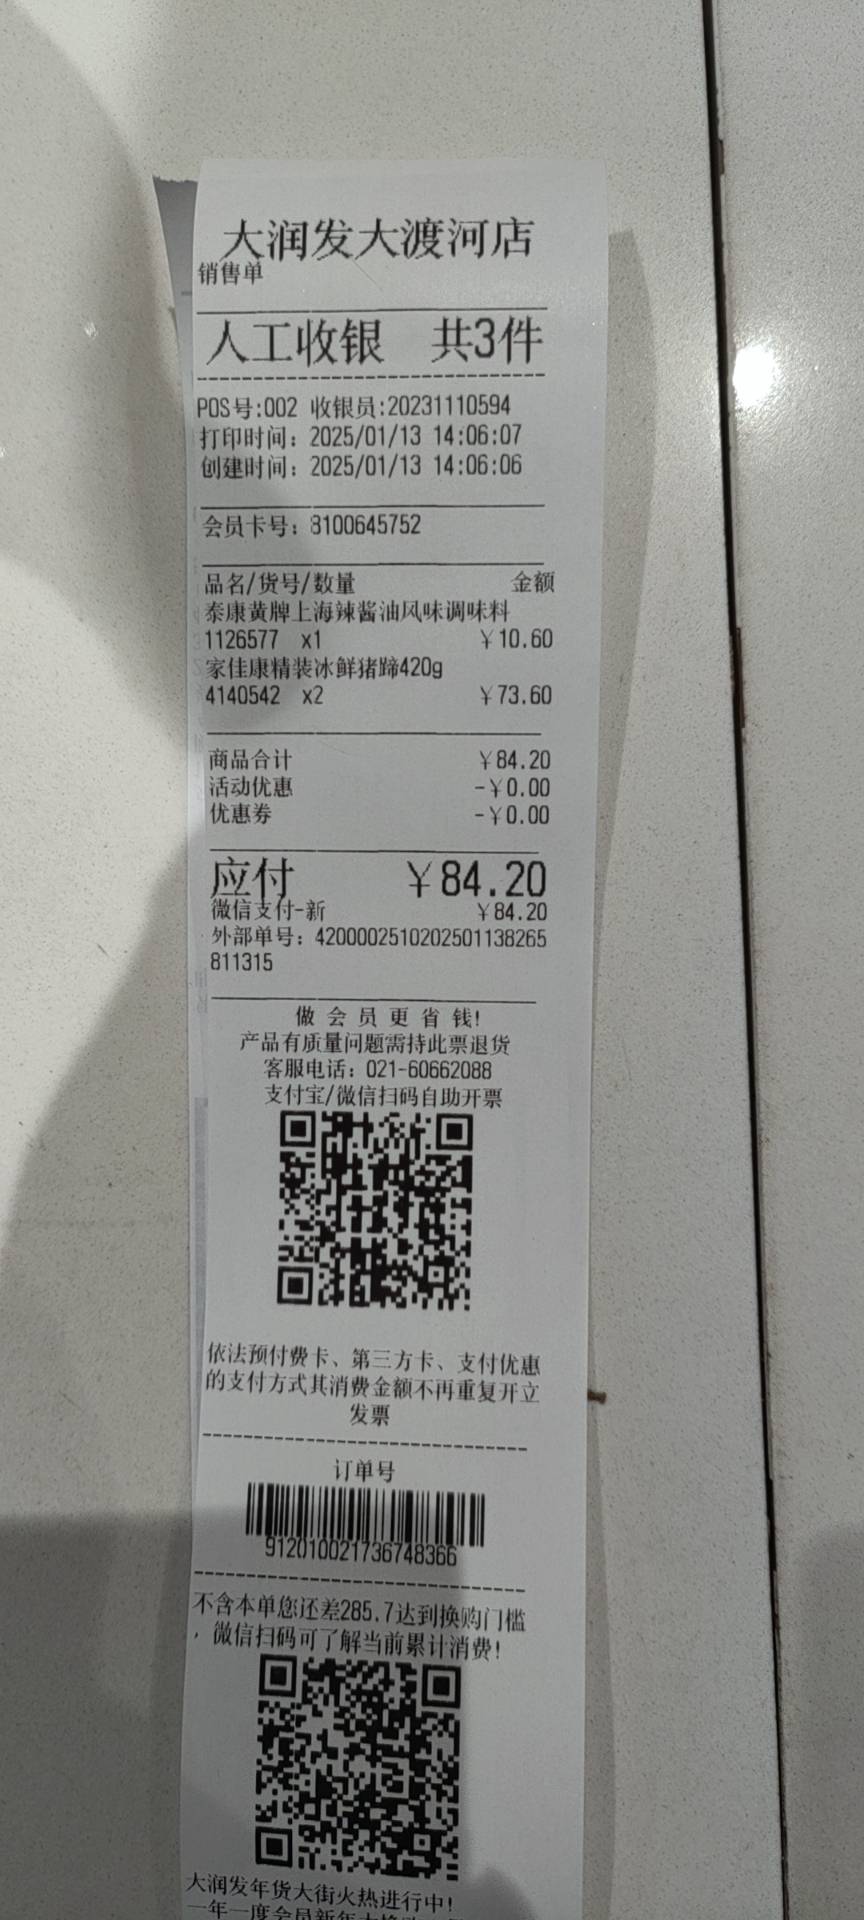 大润发大渡河店
销售单
人工收银 共3件
POS号:002 收银员:20231110594
打印时间：2025/01/13 14:06:07
创建时间：2025/01/13 14:06:06
会员卡号：8100645752
品名/货号/数量 金额
泰康黄牌上海辣酱油风味调味料
1126577 x1 ￥10.60
家佳康精装冰鲜猪蹄420g
4140542 x2 ￥73.60
商品合计 ￥84.20
活动优惠 -￥0.00
优惠券 -￥0.00
应付 ￥84.20
微信支付-新 ￥84.20
外部单号：4200002510202501138265
811315
做会员更省钱!
产品有质量问题需持此票退货
客服电话：021-60662088
支付宝/微信扫码自助开票
依法预付费卡、第三方卡、支付优惠
的支付方式其消费金额不再重复开立
发票
订单号
912010021736748366
不含本单您还差285.7达到换购门槛
，微信扫码可了解当前累计消费!
大润发年货大街火热进行中!
一年一度会员新年大换购